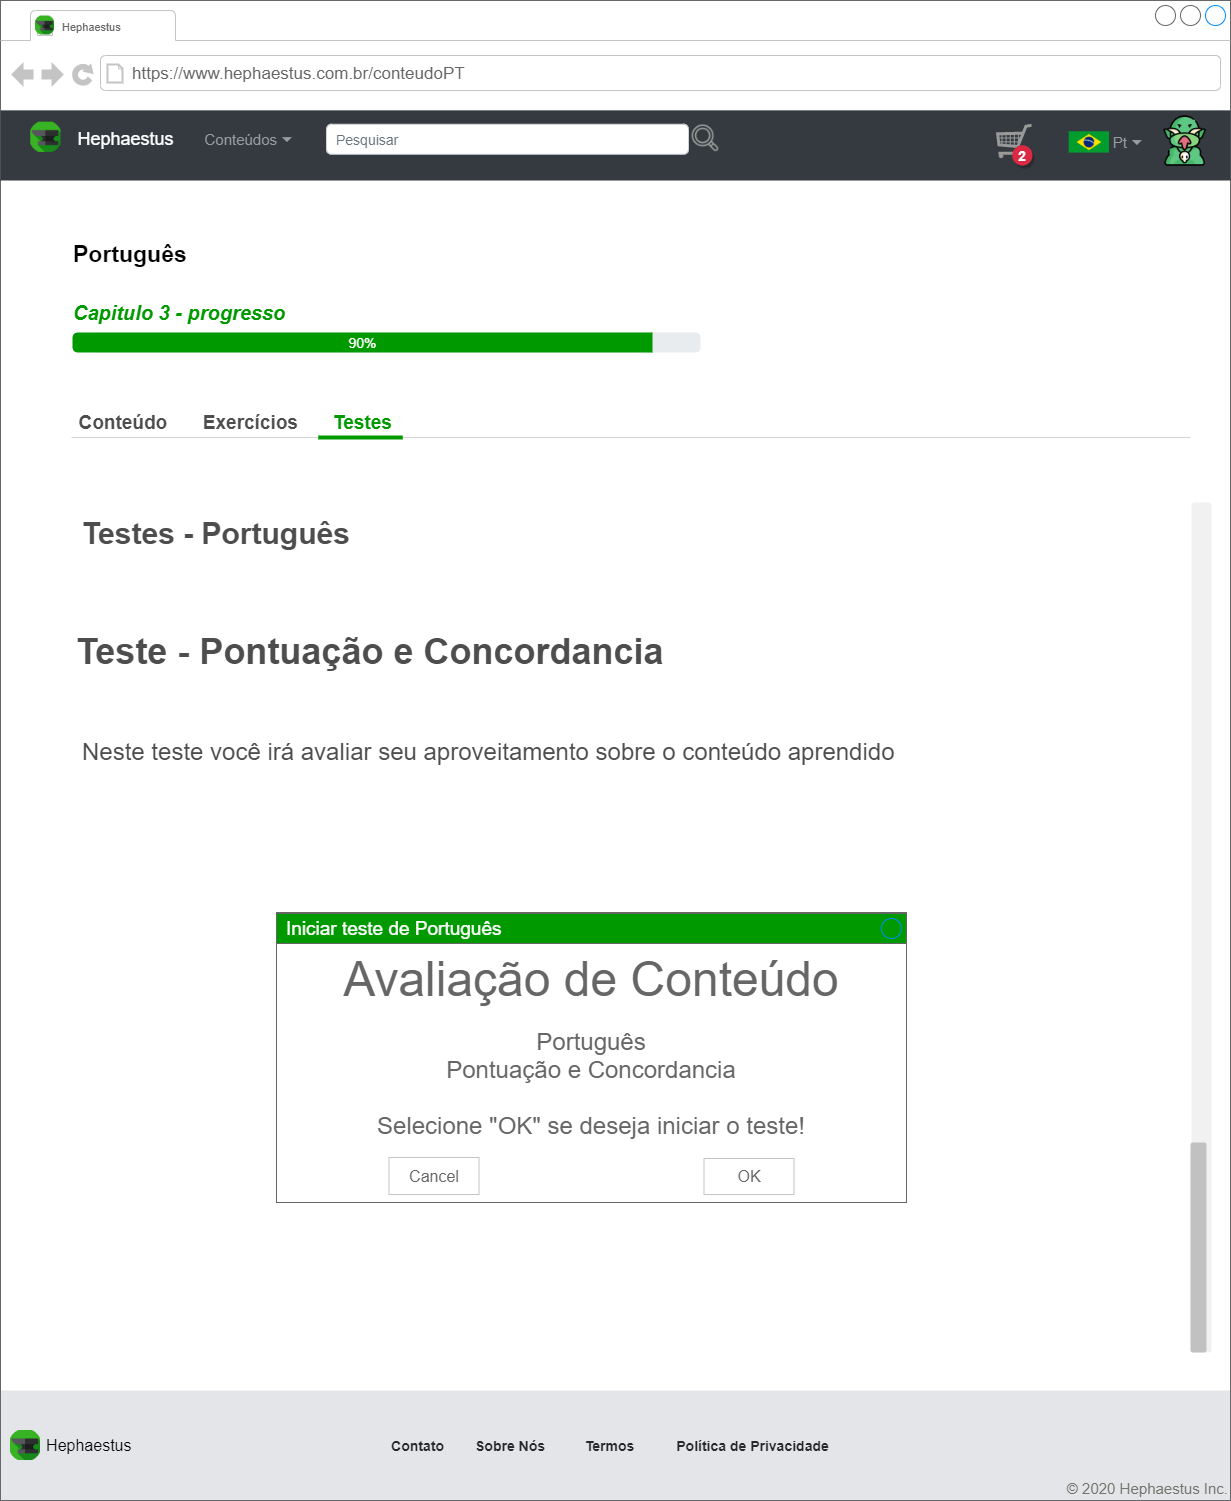 Hephaestus
https://www.hephaestus.com.br/conteudoPT
Hephaestus Conteúdos Pesquisar 2 Pt
Português
Capitulo 3 - progresso
90%
Conteúdo Exercícios Testes
Testes - Português
Teste - Pontuação e Concordancia
Neste teste você irá avaliar seu aproveitamento sobre o conteúdo aprendido
Iniciar teste de Português
Avaliação de Conteúdo
Português
Pontuação e Concordancia
Selecione "OK" se deseja iniciar o teste!
Cancel OK
Hephaestus Contato Sobre Nós Termos Política de Privacidade
© 2020 Hephaestus Inc.